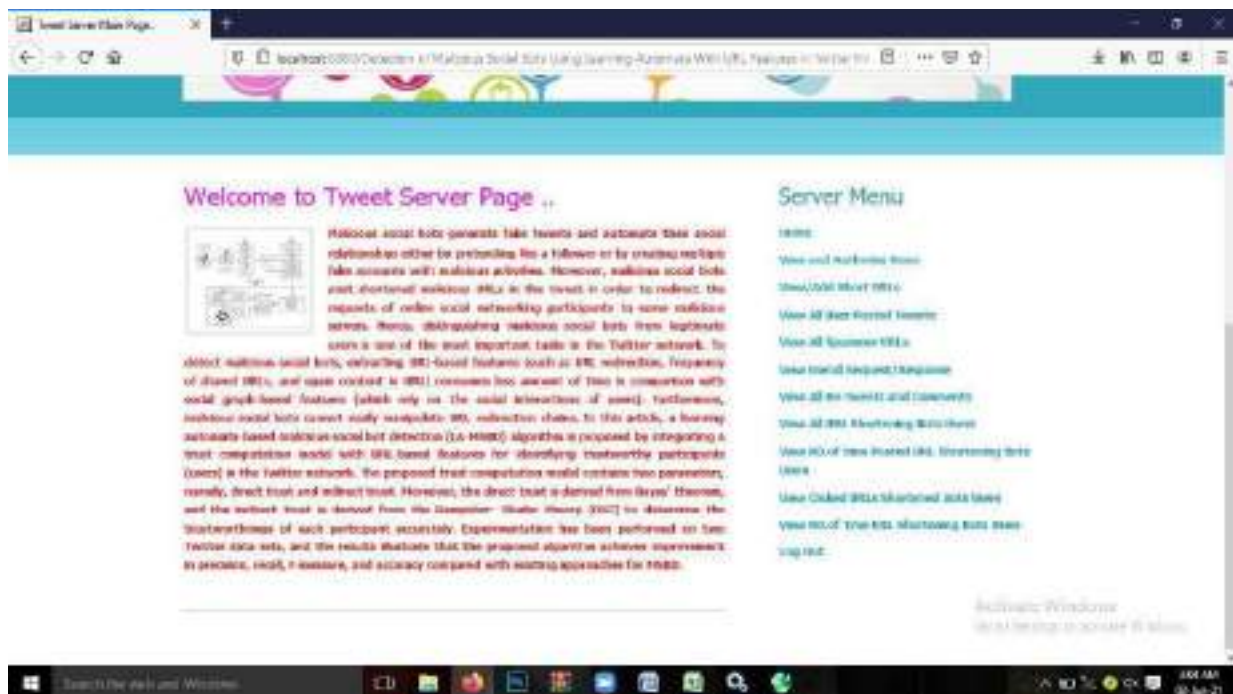 Tweet Server Main Page..
localhost
Welcome to Tweet Server Page ..
Malicious social bots generate fake tweets and automate their social
relationships either by pretending like a follower or by creating multiple
fake accounts with malicious activities. Moreover, malicious social bots
post shortened malicious URLs in the tweet in order to redirect the
requests of online social networking participants to some malicious
servers. Hence, distinguishing malicious social bots from legitimate
users is one of the most important tasks in the Twitter network. To
detect malicious social bots, extracting URL-based features (such as URL redirection, frequency
of shared URLs, and spam content in URL) consumes less amount of time in comparison with
social graph-based features (which rely on the social interactions of users). Furthermore,
malicious social bots cannot easily manipulate URL redirection chains. In this article, a learning
automata-based malicious social bot detection (LA-MSBD) algorithm is proposed by integrating a
trust computation model with URL-based features for identifying trustworthy participants
(users) in the Twitter network. The proposed trust computation model contains two parameters,
namely, direct trust and indirect trust. Moreover, the direct trust is derived from Bayes' theorem,
and the indirect trust is derived from the Dempster–Shafer theory (DST) to determine the
trustworthiness of each participant accurately. Experimentation has been performed on two
Twitter data sets, and the results illustrate that the proposed algorithm achieves improvement
in precision, recall, F-measure, and accuracy compared with existing approaches for MSBD.
Server Menu
Home
View and Authorize Users
View/Add Short URLs
View All User Posted Tweets
View All Spammer URLs
View Friend Request/Response
View All Re-Tweets and Comments
View All URL Shortening Bots Users
View NO.of Time Posted URL Shortening Bots
Users
View Clicked URLs Shortened Bots Users
View NO.of True URL Shortening Bots Users
Log Out
Activate Windows
Go to Settings to activate Windows.
Search the web and Windows